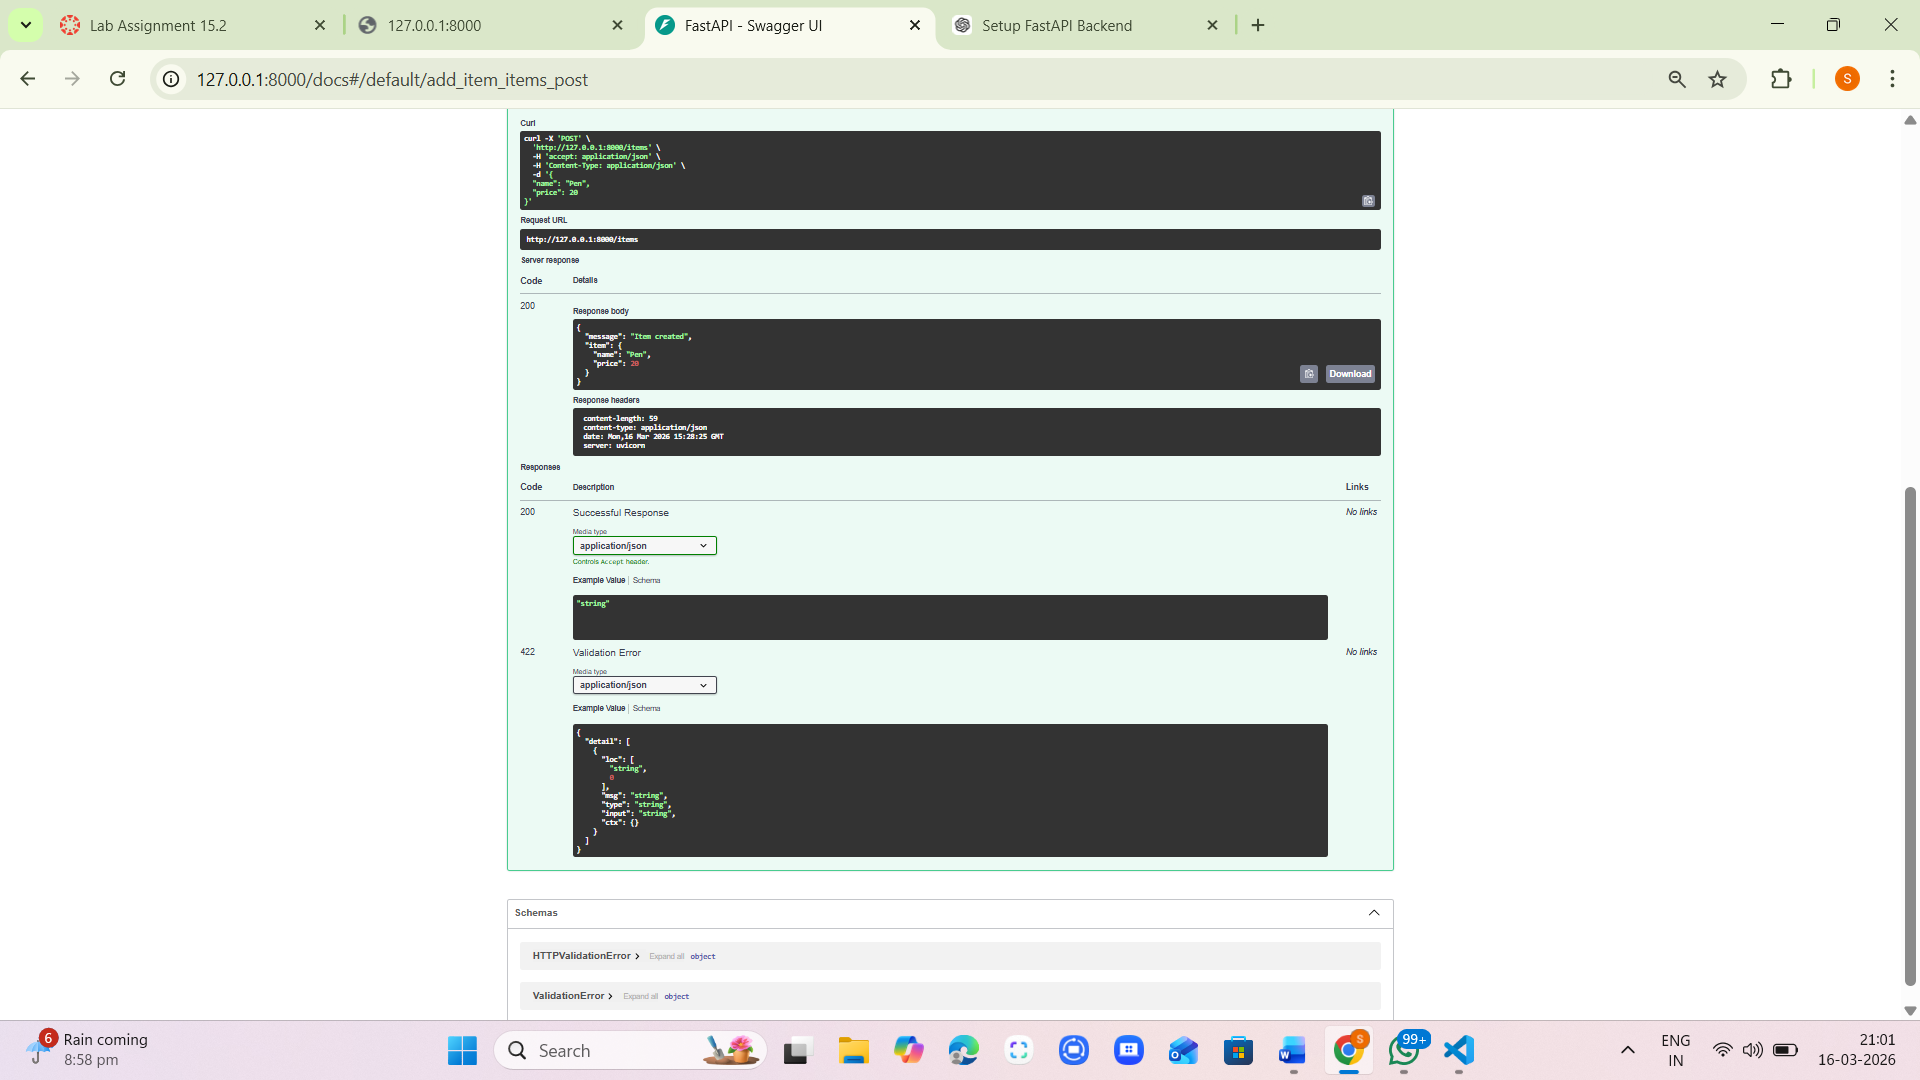 Lab Assignment 15.2
127.0.0.1:8000
FastAPI - Swagger UI
Setup FastAPI Backend
127.0.0.1:8000/docs#/default/add_item_items_post
S
Curl
curl -X 'POST' \
  'http://127.0.0.1:8000/items' \
  -H 'accept: application/json' \
  -H 'Content-Type: application/json' \
  -d '{
  "name": "Pen",
  "price": 20
}'
Request URL
http://127.0.0.1:8000/items
Server response
Code Details
200
Response body
{
  "message": "Item created",
  "item": {
    "name": "Pen",
    "price": 20
  }
}
Download
Response headers
content-length: 59
content-type: application/json
date: Mon,16 Mar 2026 15:28:25 GMT
server: uvicorn
Responses
Code Description Links
200 Successful Response No links
Media type
application/json
Controls Accept header.
Example Value | Schema
"string"
422 Validation Error No links
Media type
application/json
Example Value | Schema
{
  "detail": [
    {
      "loc": [
        "string",
        0
      ],
      "msg": "string",
      "type": "string",
      "input": "string",
      "ctx": {}
    }
  ]
}
Schemas
HTTPValidationError Expand all object
ValidationError Expand all object
6
Rain coming
8:58 pm
Search
S
99+
ENG
IN
21:01
16-03-2026